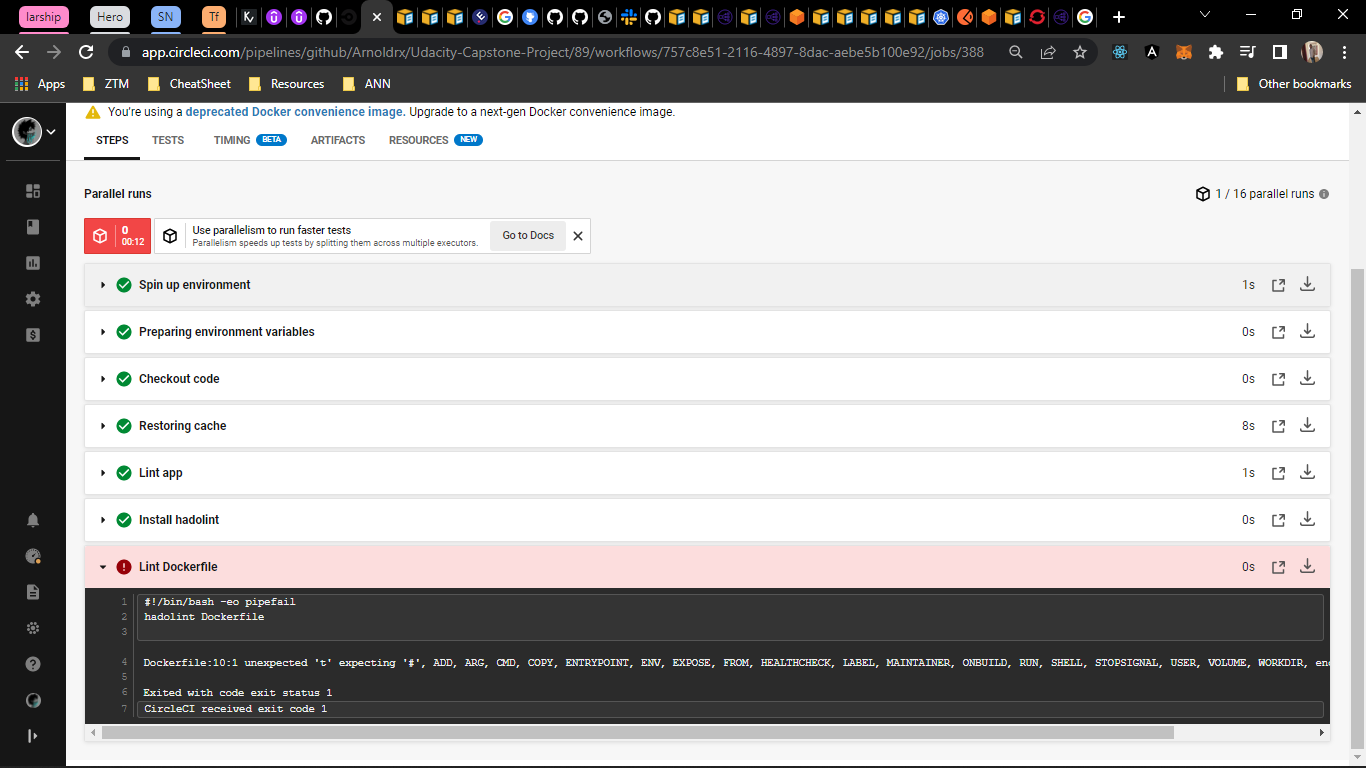 larship
Hero
SN
Tf
app.circleci.com/pipelines/github/Arnoldrx/Udacity-Capstone-Project/89/workflows/757c8e51-2116-4897-8dac-aebe5b100e92/jobs/388
Apps
ZTM
CheatSheet
Resources
ANN
Other bookmarks
You're using a deprecated Docker convenience image. Upgrade to a next-gen Docker convenience image.
STEPS
TESTS
TIMING BETA
ARTIFACTS
RESOURCES NEW
Parallel runs
1 / 16 parallel runs
0
00:12
Use parallelism to run faster tests
Parallelism speeds up tests by splitting them across multiple executors.
Go to Docs
Spin up environment 1s
Preparing environment variables 0s
Checkout code 0s
Restoring cache 8s
Lint app 1s
Install hadolint 0s
Lint Dockerfile 0s
1 #!/bin/bash -eo pipefail
2 hadolint Dockerfile
3
4 Dockerfile:10:1 unexpected 't' expecting '#', ADD, ARG, CMD, COPY, ENTRYPOINT, ENV, EXPOSE, FROM, HEALTHCHECK, LABEL, MAINTAINER, ONBUILD, RUN, SHELL, STOPSIGNAL, USER, VOLUME, WORKDIR, en
5
6 Exited with code exit status 1
7 CircleCI received exit code 1